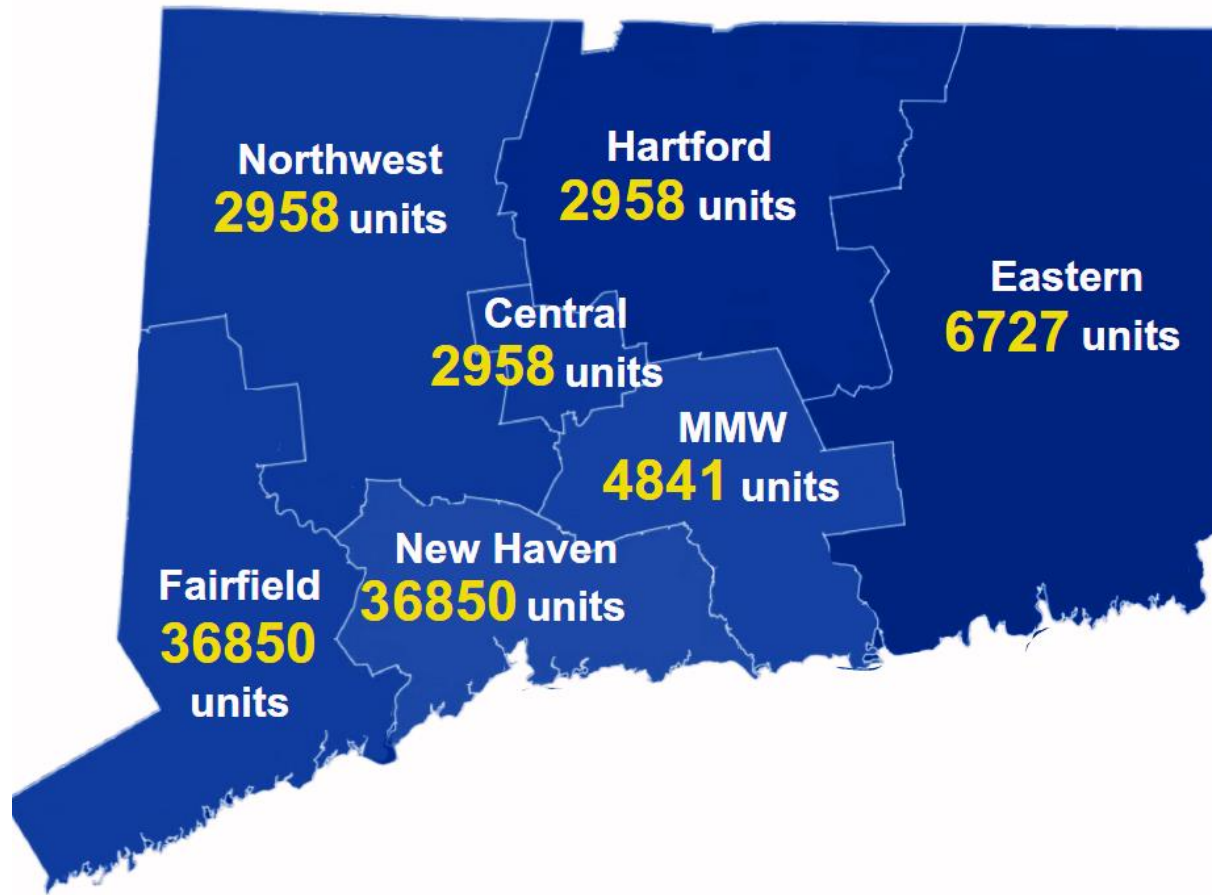 Northwest
2958 units
Hartford
2958 units
Eastern
6727 units
Central
2958 units
MMW
4841 units
New Haven
36850 units
Fairfield
36850
units